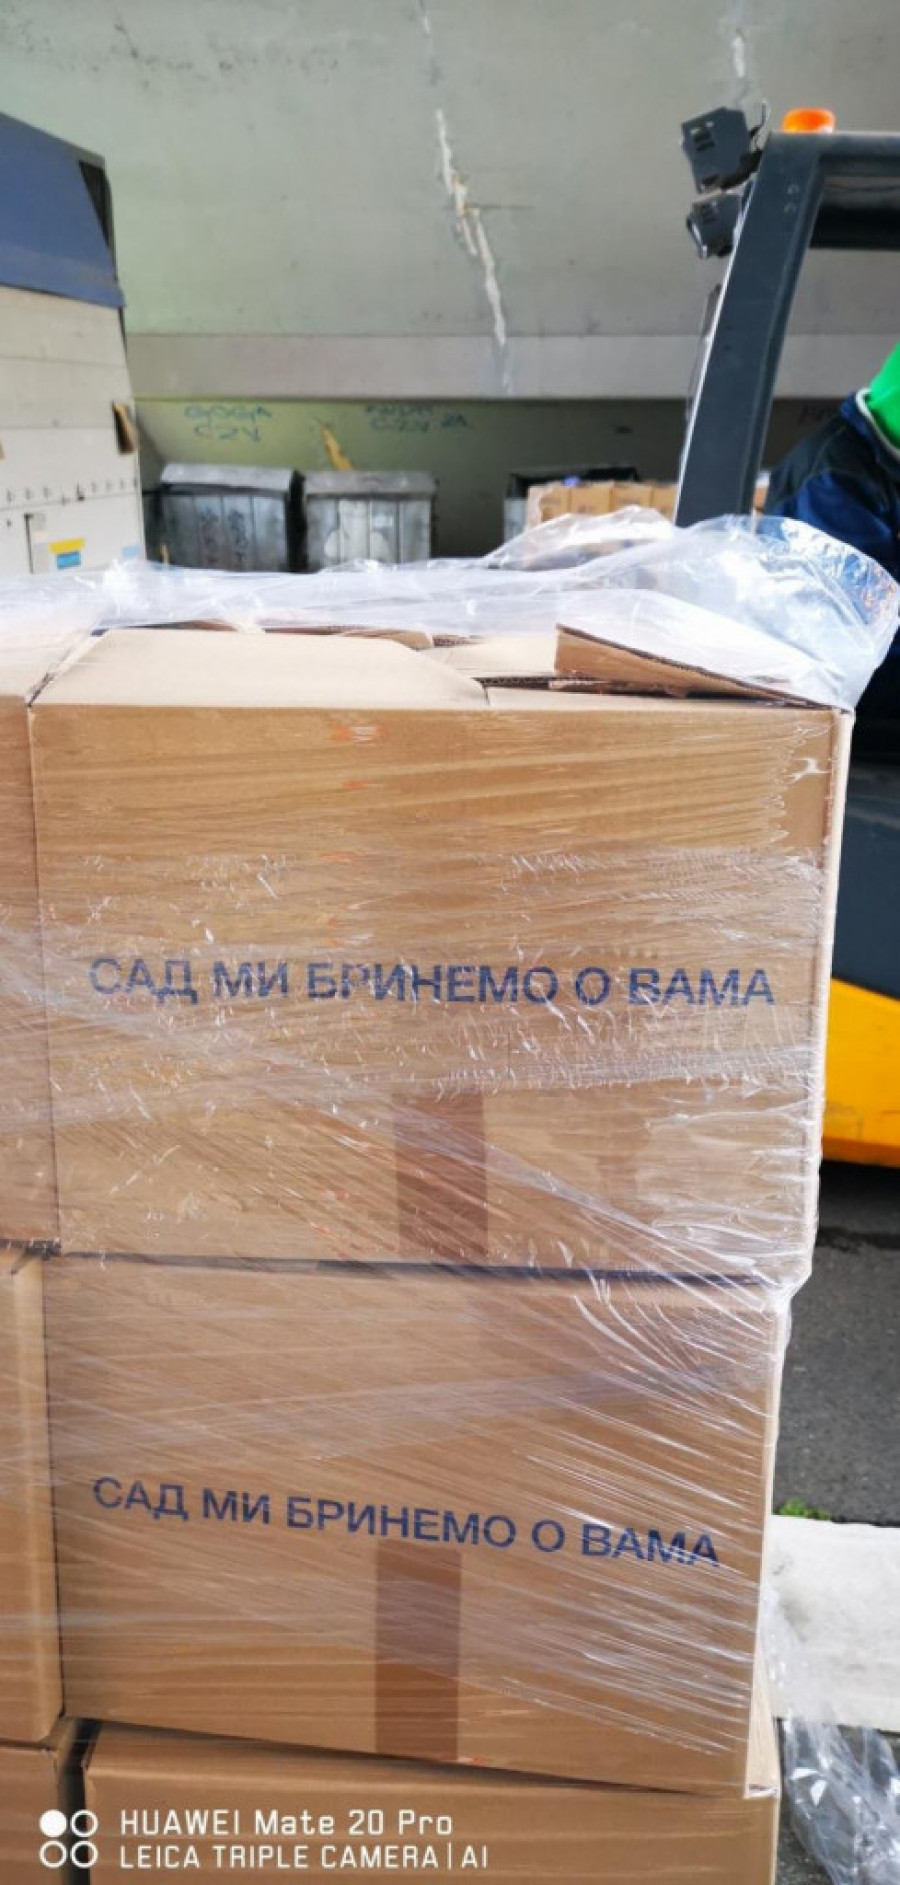 САД МИ БРИНЕМО О ВАМА
САД МИ БРИНЕМО О ВАМА
HUAWEI Mate 20 Pro
LEICA TRIPLE CAMERA | AI